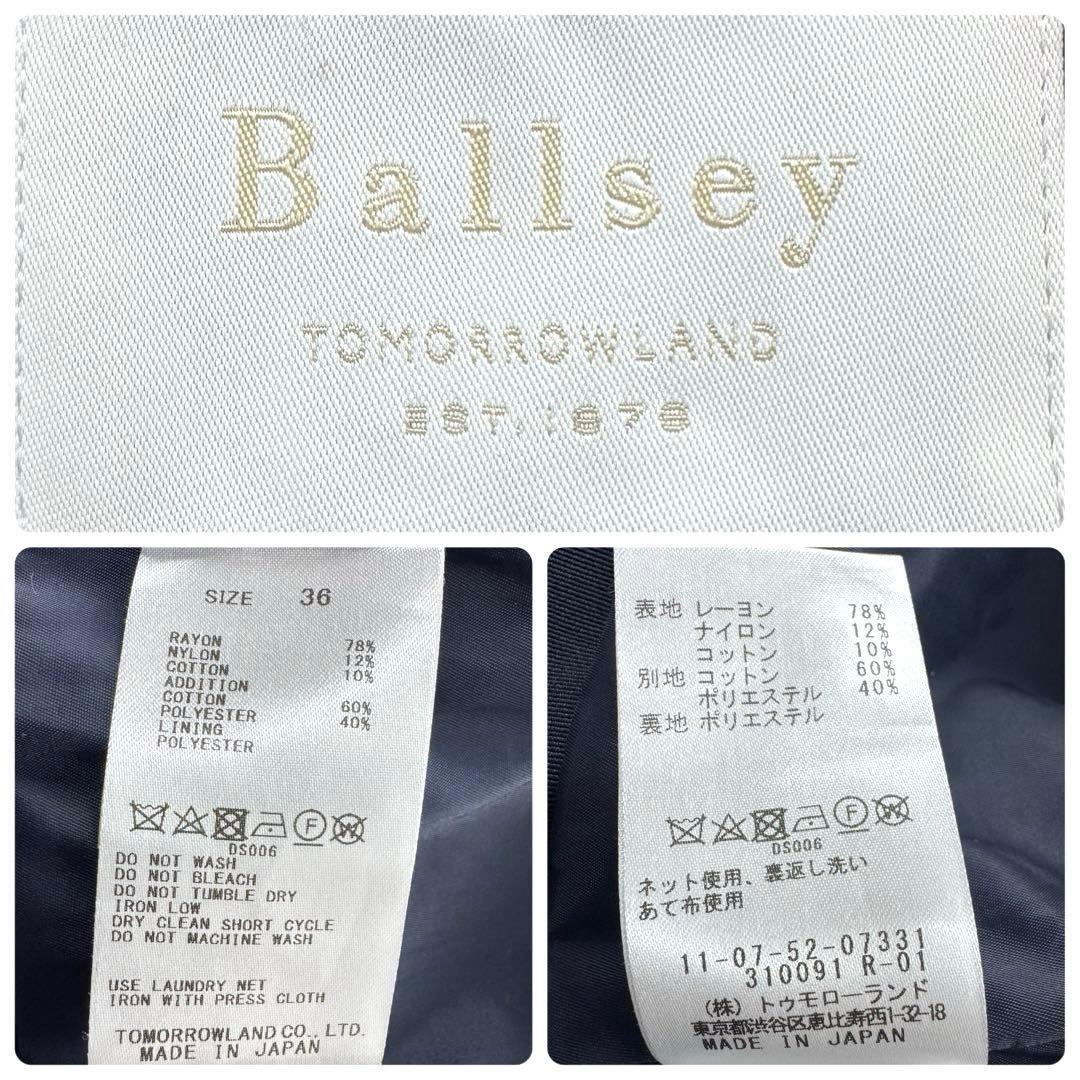 Ballsey
TOMORROWLAND
EST. 1978
SIZE 36
RAYON 78%
NYLON 12%
COTTON 10%
ADDITION
COTTON 60%
POLYESTER 40%
LINING
POLYESTER
F W
DS006
DO NOT WASH
DO NOT BLEACH
DO NOT TUMBLE DRY
IRON LOW
DRY CLEAN SHORT CYCLE
DO NOT MACHINE WASH
USE LAUNDRY NET
IRON WITH PRESS CLOTH
TOMORROWLAND CO., LTD.
MADE IN JAPAN
表地 レーヨン 78%
ナイロン 12%
コットン 10%
別地 コットン 60%
ポリエステル 40%
裏地 ポリエステル
F W
DS006
ネット使用、裏返し洗い
あて布使用
11-07-52-07331
310091 R-01
（株）トゥモローランド
東京都渋谷区恵比寿西1-32-18
MADE IN JAPAN